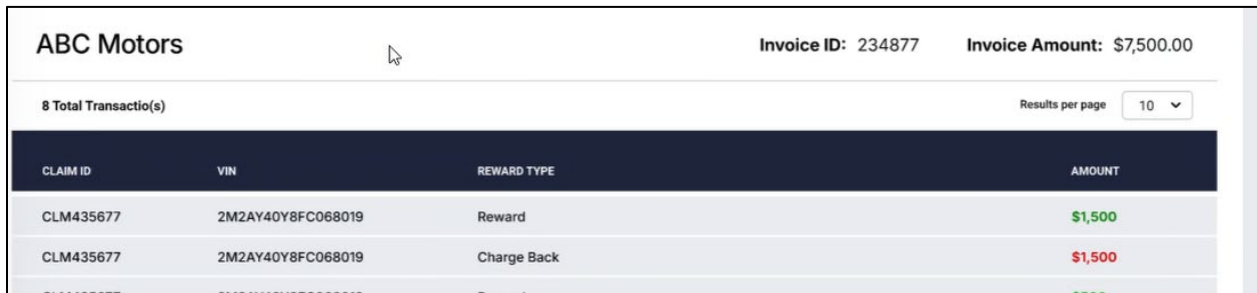 ABC Motors Invoice ID: 234877 Invoice Amount: $7,500.00
8 Total Transactio(s) Results per page 10
CLAIM ID VIN REWARD TYPE AMOUNT
CLM435677 2M2AY40Y8FC068019 Reward $1,500
CLM435677 2M2AY40Y8FC068019 Charge Back $1,500